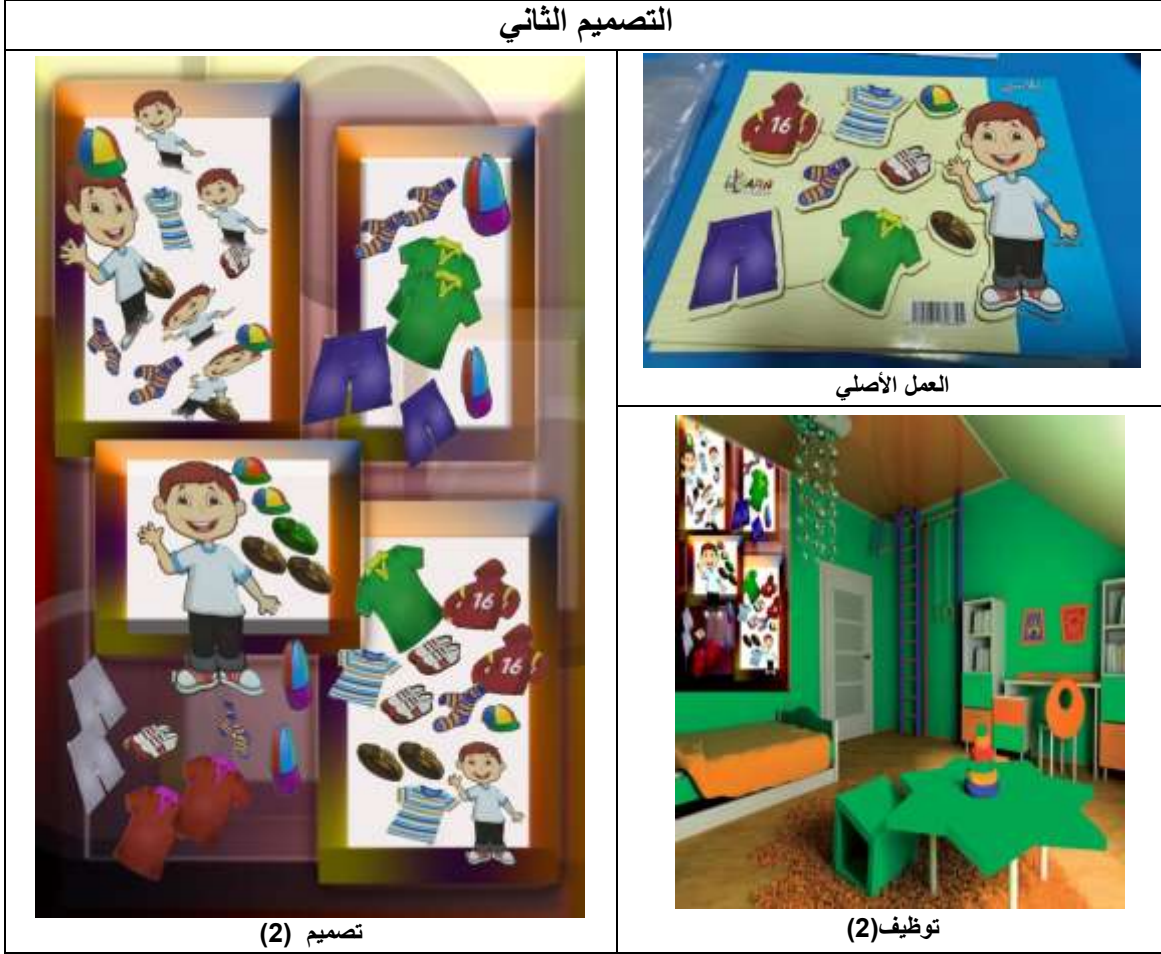 التصميم الثاني
16
العمل الأصلي
16
16
تصميم (2)
توظيف(2)